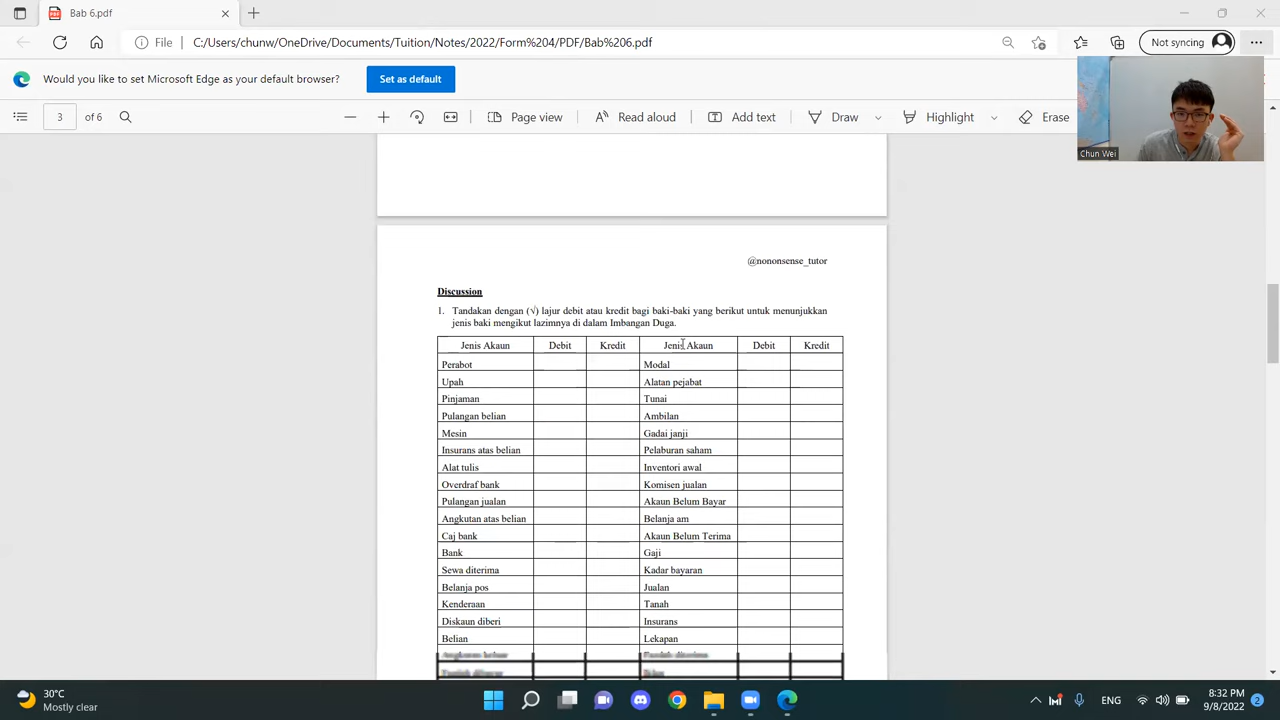 Bab 6.pdf
File C:/Users/chunw/OneDrive/Documents/Tuition/Notes/2022/Form%204/PDF/Bab%206.pdf
Not syncing
Would you like to set Microsoft Edge as your default browser? Set as default
3 of 6 Page view Read aloud Add text Draw Highlight Erase
Chun Wei
@nononsense_tutor
Discussion
1. Tandakan dengan (√) lajur debit atau kredit bagi baki-baki yang berikut untuk menunjukkan
jenis baki mengikut lazimnya di dalam Imbangan Duga.
Jenis Akaun Debit Kredit Jenis Akaun Debit Kredit
Perabot Modal
Upah Alatan pejabat
Pinjaman Tunai
Pulangan belian Ambilan
Mesin Gadai janji
Insurans atas belian Pelaburan saham
Alat tulis Inventori awal
Overdraf bank Komisen jualan
Pulangan jualan Akaun Belum Bayar
Angkutan atas belian Belanja am
Caj bank Akaun Belum Terima
Bank Gaji
Sewa diterima Kadar bayaran
Belanja pos Jualan
Kenderaan Tanah
Diskaun diberi Insurans
Belian Lekapan
30°C
Mostly clear
ENG
8:32 PM
9/8/2022
2